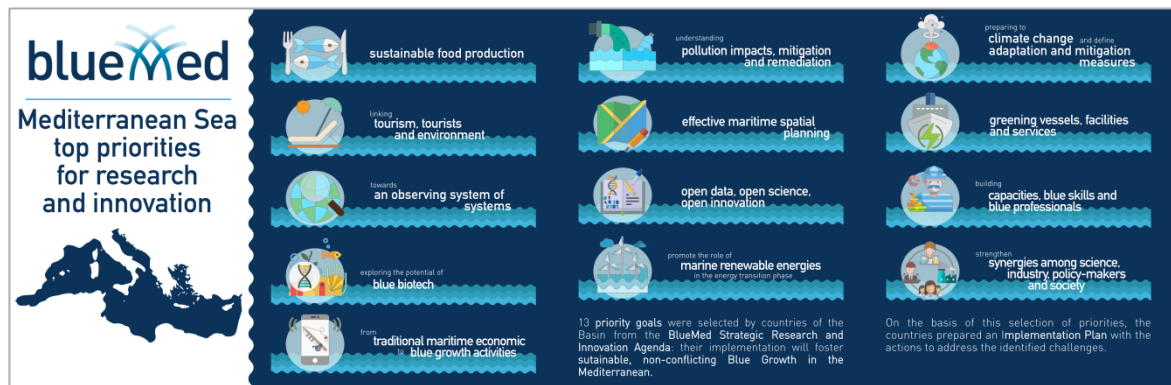 bluemed
Mediterranean Sea
top priorities
for research
and innovation
sustainable food production
linking
tourism, tourists
and environment
towards
an observing system of
systems
exploring the potential of
blue biotech
from
traditional maritime economic
to blue growth activities
understanding
pollution impacts, mitigation
and remediation
effective maritime spatial
planning
open data, open science,
open innovation
promote the role of
marine renewable energies
in the energy transition phase
13 priority goals were selected by countries of the
Basin from the BlueMed Strategic Research and
Innovation Agenda: their implementation will foster
sutainable, non-conflicting Blue Growth in the
Mediterranean.
preparing to
climate change and define
adaptation and mitigation
measures
greening vessels, facilities
and services
building
capacities, blue skills and
blue professionals
strengthen
synergies among science,
industry, policy-makers
and society
On the basis of this selection of priorities, the
countries prepared an Implementation Plan with the
actions to address the identified challenges.